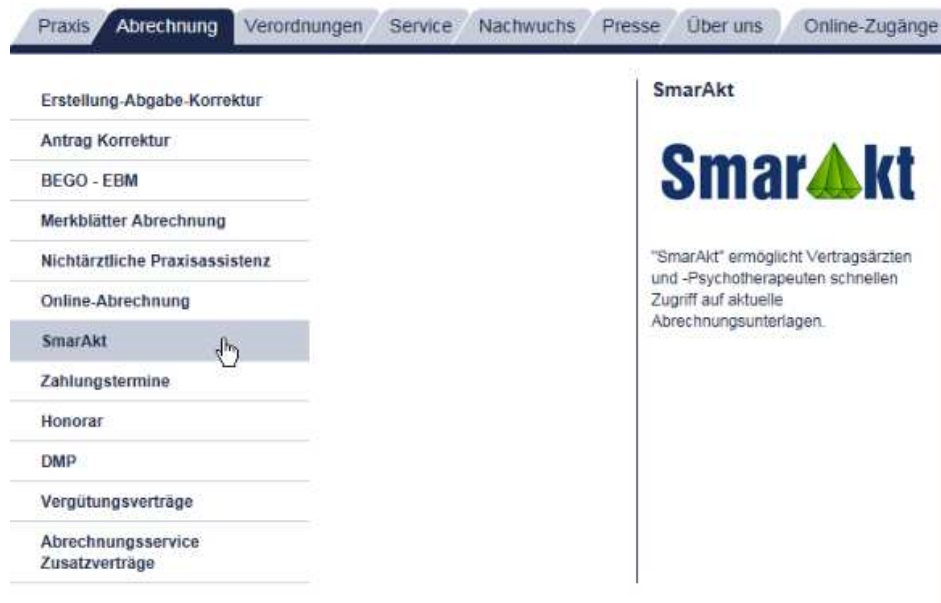 Praxis Abrechnung Verordnungen Service Nachwuchs Presse Über uns Online-Zugänge
Erstellung-Abgabe-Korrektur
Antrag Korrektur
BEGO - EBM
Merkblätter Abrechnung
Nichtärztliche Praxisassistenz
Online-Abrechnung
SmarAkt
Zahlungstermine
Honorar
DMP
Vergütungsverträge
Abrechnungsservice
Zusatzverträge
SmarAkt
SmarAkt
"SmarAkt" ermöglicht Vertragsärzten
und -Psychotherapeuten schnellen
Zugriff auf aktuelle
Abrechnungsunterlagen.